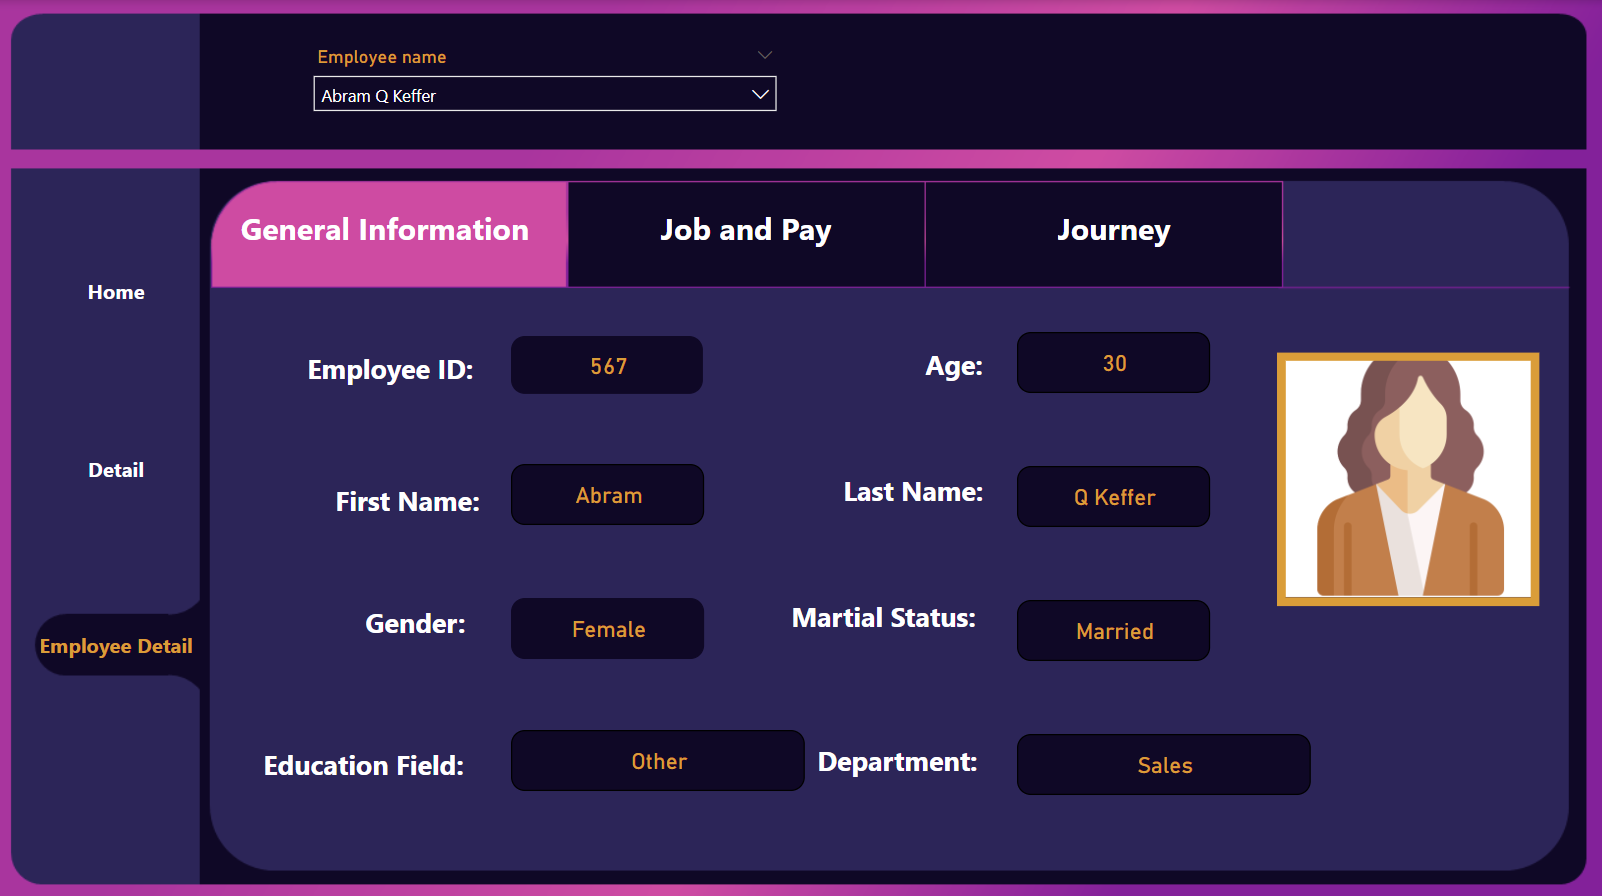 Employee name
Abram Q Keffer
General Information
Job and Pay
Journey
Home
Detail
Employee Detail
Employee ID: 567
Age: 30
First Name: Abram
Last Name: Q Keffer
Gender: Female
Martial Status: Married
Education Field: Other
Department: Sales